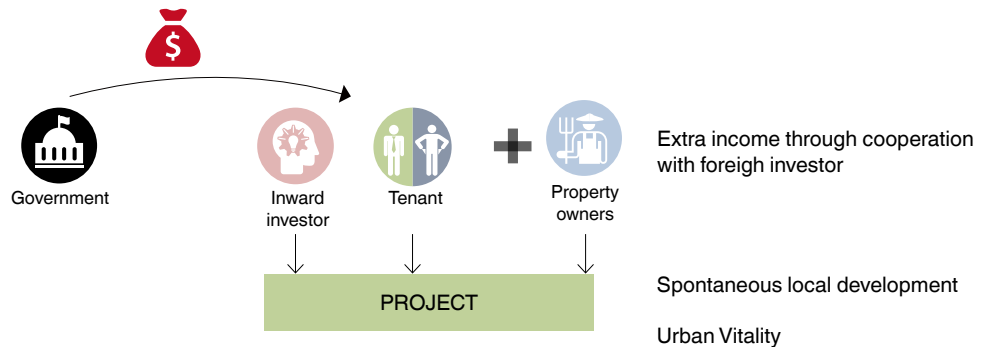 $
Government
Inward
investor
Tenant
Property
owners
Extra income through cooperation
with foreigh investor
PROJECT
Spontaneous local development
Urban Vitality